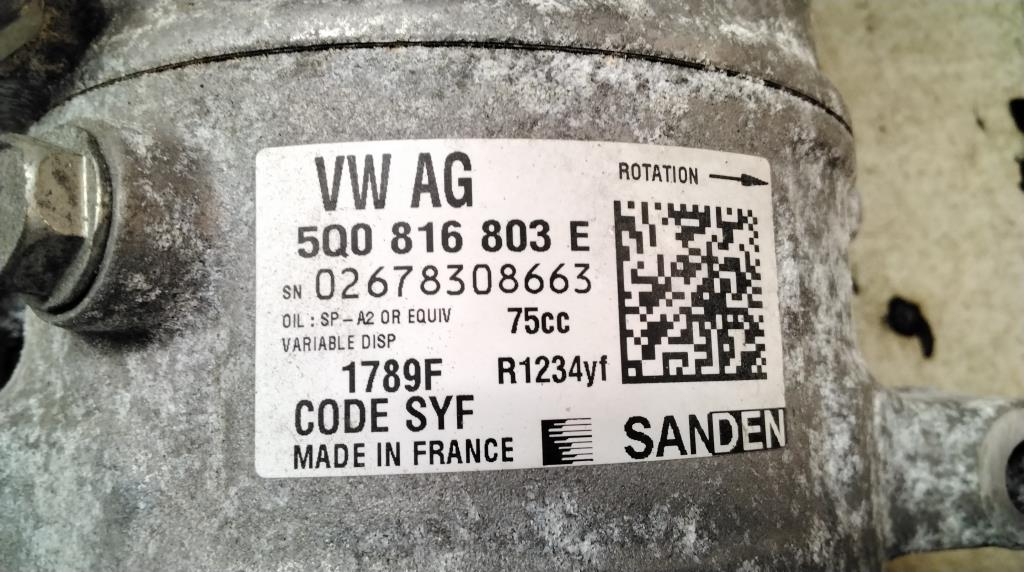 VW AG
ROTATION
5Q0 816 803 E
SN 02678308663
OIL : SP-A2 OR EQUIV 75cc
VARIABLE DISP
1789F R1234yf
CODE SYF
MADE IN FRANCE SANDEN